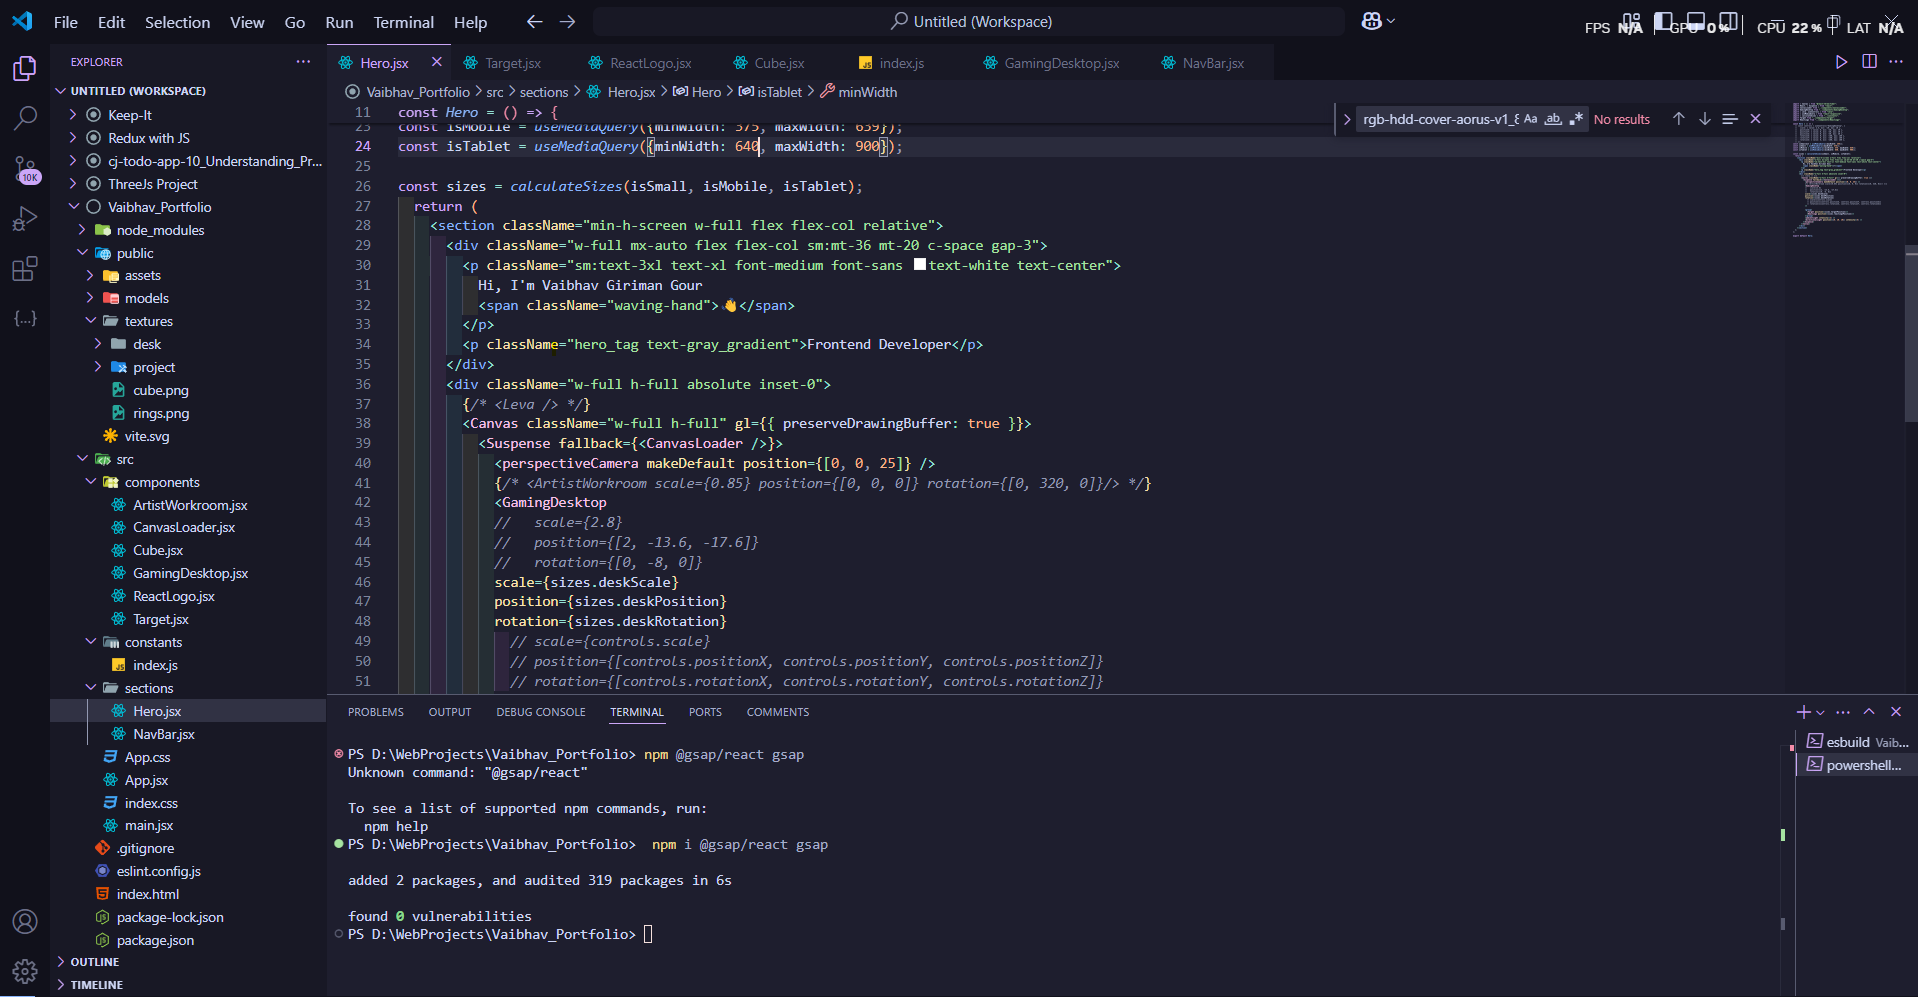 File Edit Selection View Go Run Terminal Help
Untitled (Workspace)
FPS N/A GPU 0% CPU 22% LAT N/A
EXPLORER
UNTITLED (WORKSPACE)
Keep-It
Redux with JS
cj-todo-app-10_Understanding_Pr...
ThreeJs Project
Vaibhav_Portfolio
node_modules
public
assets
models
textures
desk
project
cube.png
rings.png
vite.svg
src
components
ArtistWorkroom.jsx
CanvasLoader.jsx
Cube.jsx
GamingDesktop.jsx
ReactLogo.jsx
Target.jsx
constants
index.js
sections
Hero.jsx
NavBar.jsx
App.css
App.jsx
index.css
main.jsx
.gitignore
eslint.config.js
index.html
package-lock.json
package.json
OUTLINE
TIMELINE
10K
Hero.jsx Target.jsx ReactLogo.jsx Cube.jsx index.js GamingDesktop.jsx NavBar.jsx
Vaibhav_Portfolio > src > sections > Hero.jsx > Hero > isTablet > minWidth
rgb-hdd-cover-aorus-v1_8 Aa ab .* No results
11 const Hero = () => {
23 const isMobile = useMediaQuery({minWidth: 375, maxWidth: 639});
24 const isTablet = useMediaQuery({minWidth: 640, maxWidth: 900});
25
26 const sizes = calculateSizes(isSmall, isMobile, isTablet);
27 return (
28 <section className="min-h-screen w-full flex flex-col relative">
29 <div className="w-full mx-auto flex flex-col sm:mt-36 mt-20 c-space gap-3">
30 <p className="sm:text-3xl text-xl font-medium font-sans text-white text-center">
31 Hi, I'm Vaibhav Giriman Gour
32 <span className="waving-hand">👋</span>
33 </p>
34 <p className="hero_tag text-gray_gradient">Frontend Developer</p>
35 </div>
36 <div className="w-full h-full absolute inset-0">
37 {/* <Leva /> */}
38 <Canvas className="w-full h-full" gl={{ preserveDrawingBuffer: true }}>
39 <Suspense fallback={<CanvasLoader />}>
40 <perspectiveCamera makeDefault position={[0, 0, 25]} />
41 {/* <ArtistWorkroom scale={0.85} position={[0, 0, 0]} rotation={[0, 320, 0]}/> */}
42 <GamingDesktop
43 // scale={2.8}
44 // position={[2, -13.6, -17.6]}
45 // rotation={[0, -8, 0]}
46 scale={sizes.deskScale}
47 position={sizes.deskPosition}
48 rotation={sizes.deskRotation}
49 // scale={controls.scale}
50 // position={[controls.positionX, controls.positionY, controls.positionZ]}
51 // rotation={[controls.rotationX, controls.rotationY, controls.rotationZ]}
PROBLEMS OUTPUT DEBUG CONSOLE TERMINAL PORTS COMMENTS
PS D:\WebProjects\Vaibhav_Portfolio> npm @gsap/react gsap
Unknown command: "@gsap/react"
To see a list of supported npm commands, run:
npm help
PS D:\WebProjects\Vaibhav_Portfolio> npm i @gsap/react gsap
added 2 packages, and audited 319 packages in 6s
found 0 vulnerabilities
PS D:\WebProjects\Vaibhav_Portfolio>
esbuild Vaib...
powershell...